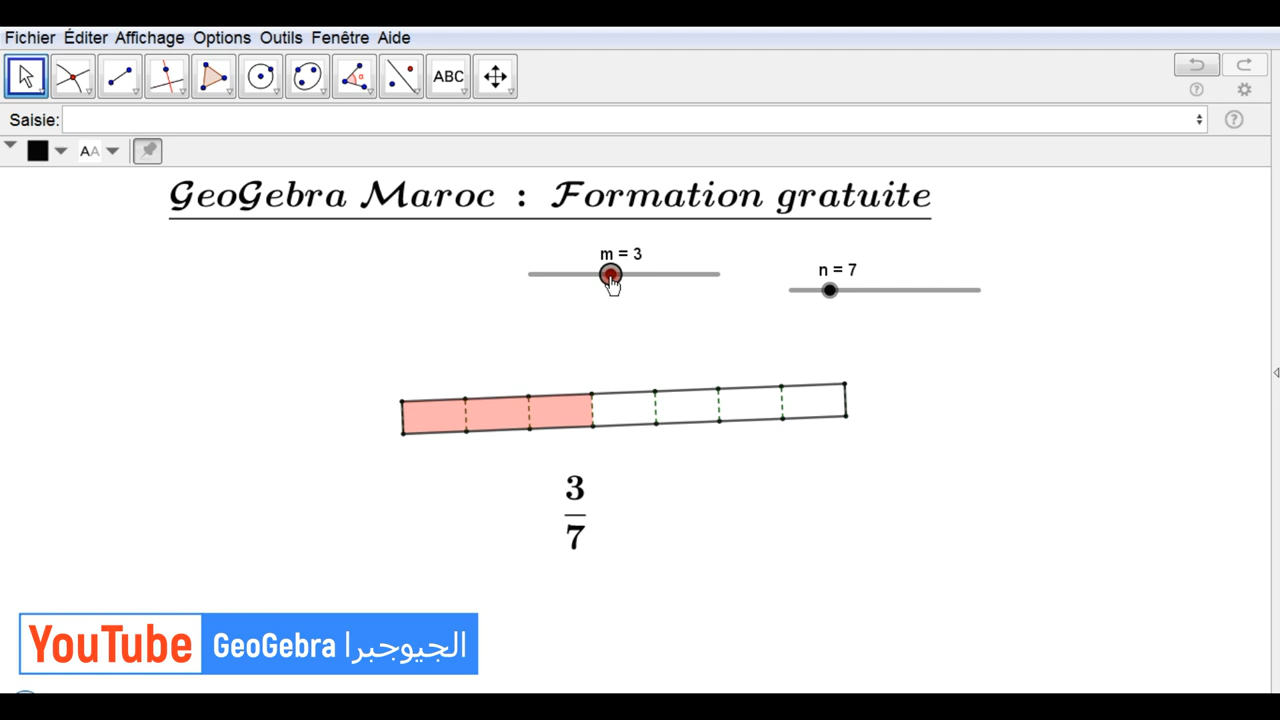 Fichier Éditer Affichage Options Outils Fenêtre Aide
ABC
Saisie:
AA
GeoGebra Maroc : Formation gratuite
m = 3
n = 7
3
7
YouTube GeoGebra الجيوجبرا